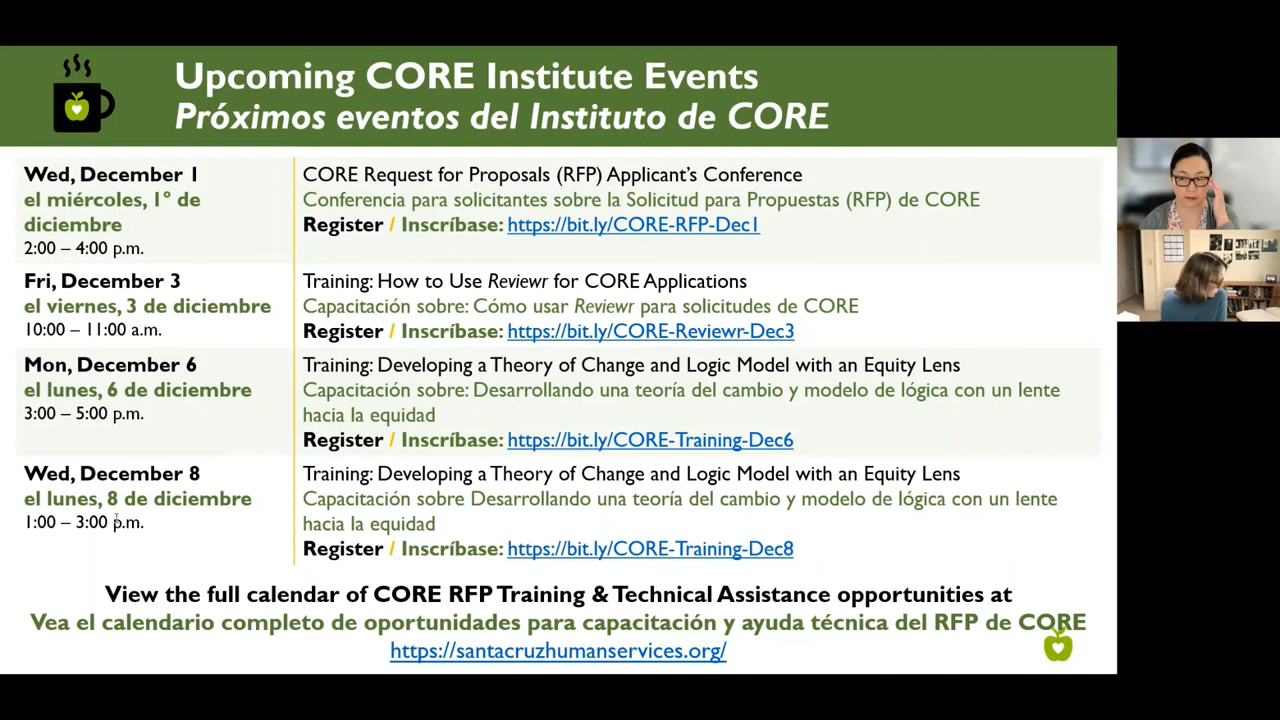 Upcoming CORE Institute Events
Próximos eventos del Instituto de CORE
Wed, December 1
el miércoles, 1° de
diciembre
2:00 – 4:00 p.m.
CORE Request for Proposals (RFP) Applicant's Conference
Conferencia para solicitantes sobre la Solicitud para Propuestas (RFP) de CORE
Register / Inscríbase: https://bit.ly/CORE-RFP-Dec1
Fri, December 3
el viernes, 3 de diciembre
10:00 – 11:00 a.m.
Training: How to Use Reviewr for CORE Applications
Capacitación sobre: Cómo usar Reviewr para solicitudes de CORE
Register / Inscríbase: https://bit.ly/CORE-Reviewr-Dec3
Mon, December 6
el lunes, 6 de diciembre
3:00 – 5:00 p.m.
Training: Developing a Theory of Change and Logic Model with an Equity Lens
Capacitación sobre: Desarrollando una teoría del cambio y modelo de lógica con un lente
hacia la equidad
Register / Inscríbase: https://bit.ly/CORE-Training-Dec6
Wed, December 8
el lunes, 8 de diciembre
1:00 – 3:00 p.m.
Training: Developing a Theory of Change and Logic Model with an Equity Lens
Capacitación sobre Desarrollando una teoría del cambio y modelo de lógica con un lente
hacia la equidad
Register / Inscríbase: https://bit.ly/CORE-Training-Dec8
View the full calendar of CORE RFP Training & Technical Assistance opportunities at
Vea el calendario completo de oportunidades para capacitación y ayuda técnica del RFP de CORE
https://santacruzhumanservices.org/